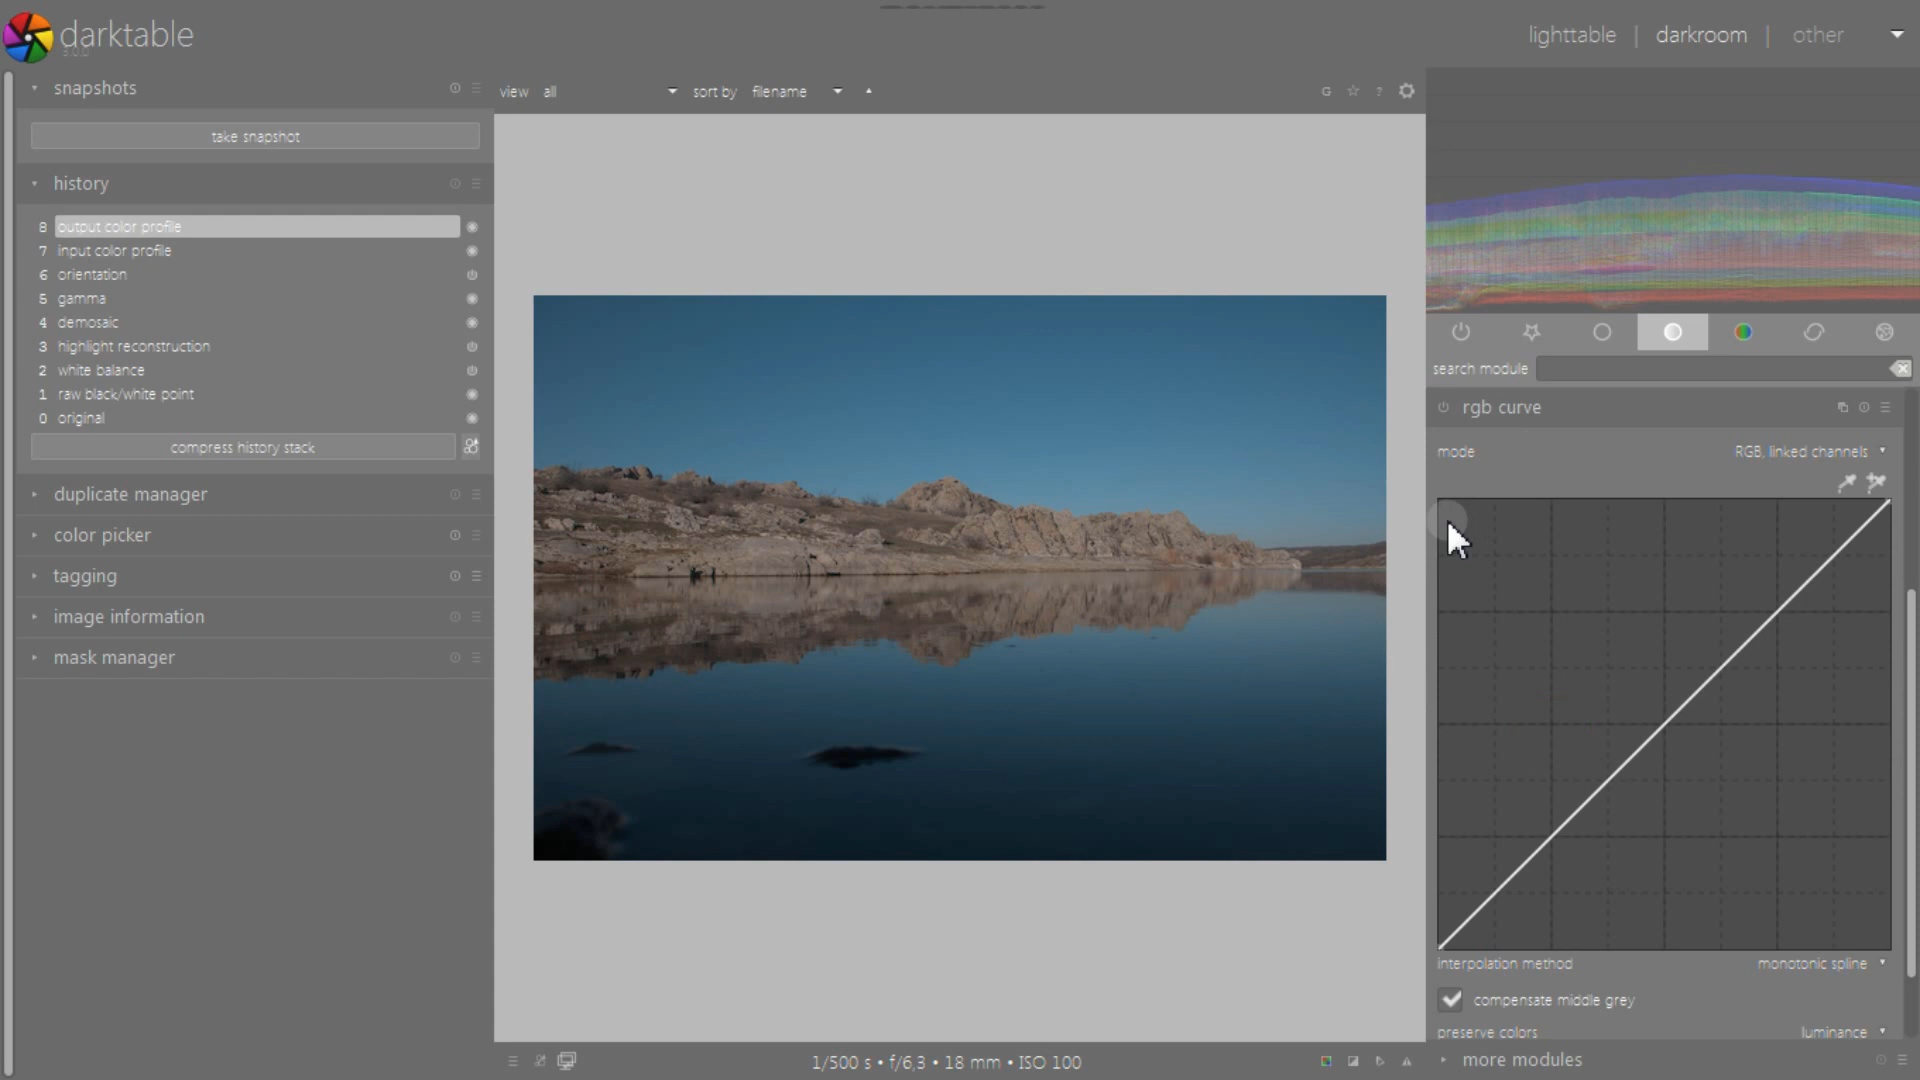 darktable
3.0.0
lighttable | darkroom | other
snapshots
take snapshot
history
8 output color profile
7 input color profile
6 orientation
5 gamma
4 demosaic
3 highlight reconstruction
2 white balance
1 raw black/white point
0 original
compress history stack
duplicate manager
color picker
tagging
image information
mask manager
view all sort by filename
G ?
1/500 s • f/6,3 • 18 mm • ISO 100
search module
rgb curve
mode RGB, linked channels
interpolation method monotonic spline
compensate middle grey
preserve colors luminance
more modules